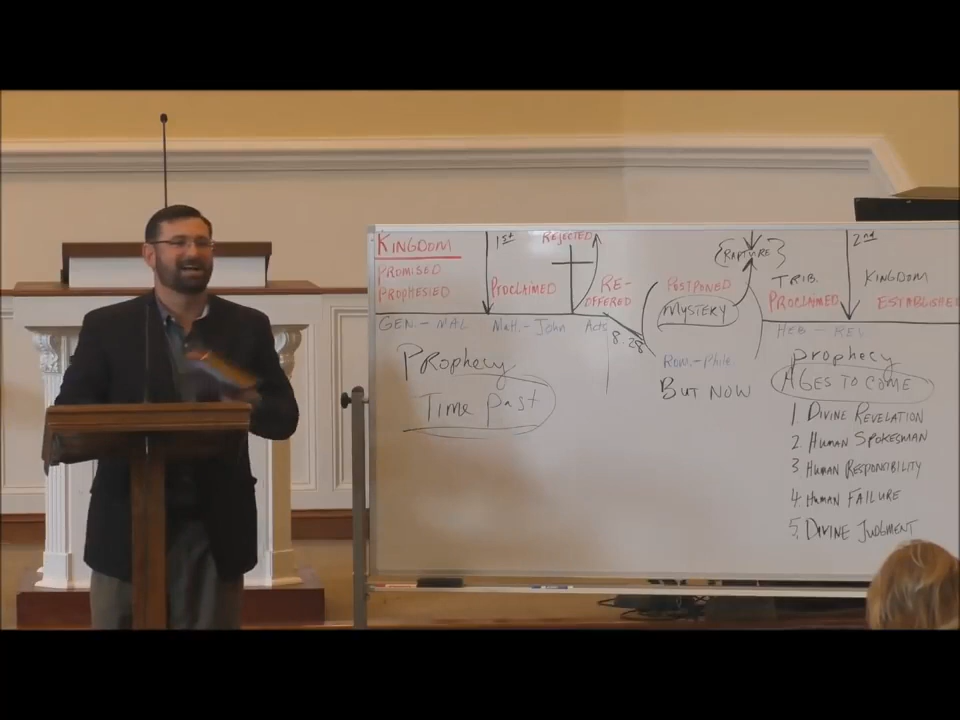 KINGDOM
PROMISED
PROPHESIED
1st
PROCLAIMED
REJECTED
RE-
OFFERED
POSTPONED
MYSTERY
{RAPTURE}
TRIB.
PROCLAIMED
2nd
KINGDOM
ESTABLISHED
GEN.- MAL
Matt.- John
Acts
8.28
Rom-Phile
HEB - REV
PROPHECY
Time Past
BUT NOW
PROPHECY
AGES TO COME
1 DIVINE REVELATION
2. HUMAN SPOKESMAN
3 HUMAN RESPONSIBILITY
4. HUMAN FAILURE
5. DIVINE JUDGMENT